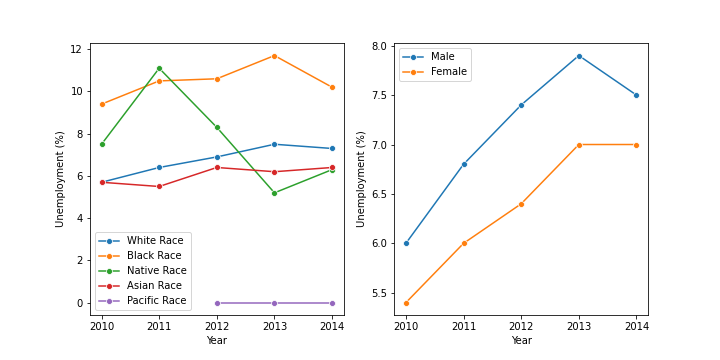 12
10
8
6
4
2
0
Unemployment (%)
White Race
Black Race
Native Race
Asian Race
Pacific Race
2010 2011 2012 2013 2014
Year
8.0
7.5
7.0
6.5
6.0
5.5
Unemployment (%)
Male
Female
2010 2011 2012 2013 2014
Year